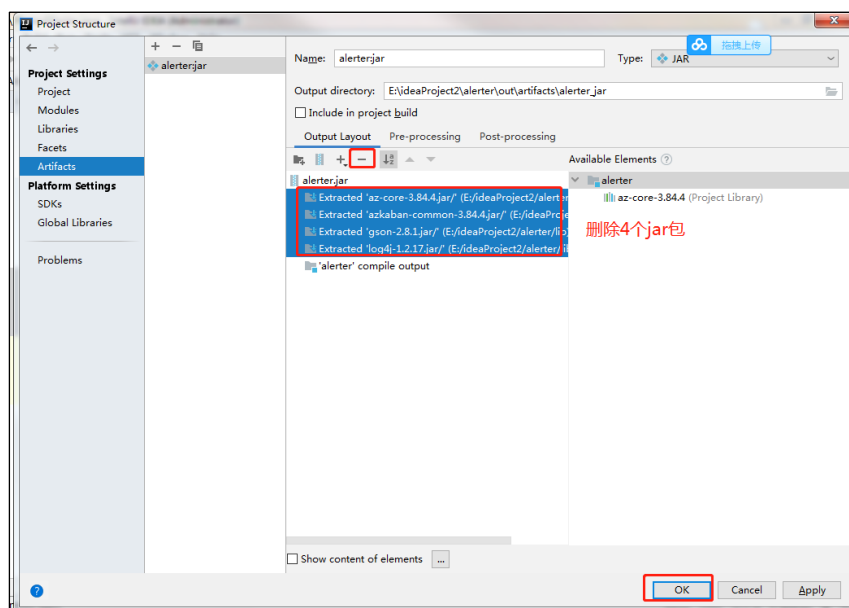 Project Structure
Project Settings
Project
Modules
Libraries
Facets
Artifacts
Platform Settings
SDKs
Global Libraries
Problems
alerter:jar
Name: alerter:jar
Type: JAR
拖拽上传
Output directory: E:\ideaProject2\alerter\out\artifacts\alerter_jar
Include in project build
Output Layout Pre-processing Post-processing
Available Elements
alerter.jar
Extracted 'az-core-3.84.4.jar/' (E:/ideaProject2/alerter
Extracted 'azkaban-common-3.84.4.jar/' (E:/ideaProje
Extracted 'gson-2.8.1.jar/' (E:/ideaProject2/alerter/lib)
Extracted 'log4j-1.2.17.jar/' (E:/ideaProject2/alerter/
'alerter' compile output
alerter
az-core-3.84.4 (Project Library)
删除4个jar包
Show content of elements ...
OK Cancel Apply